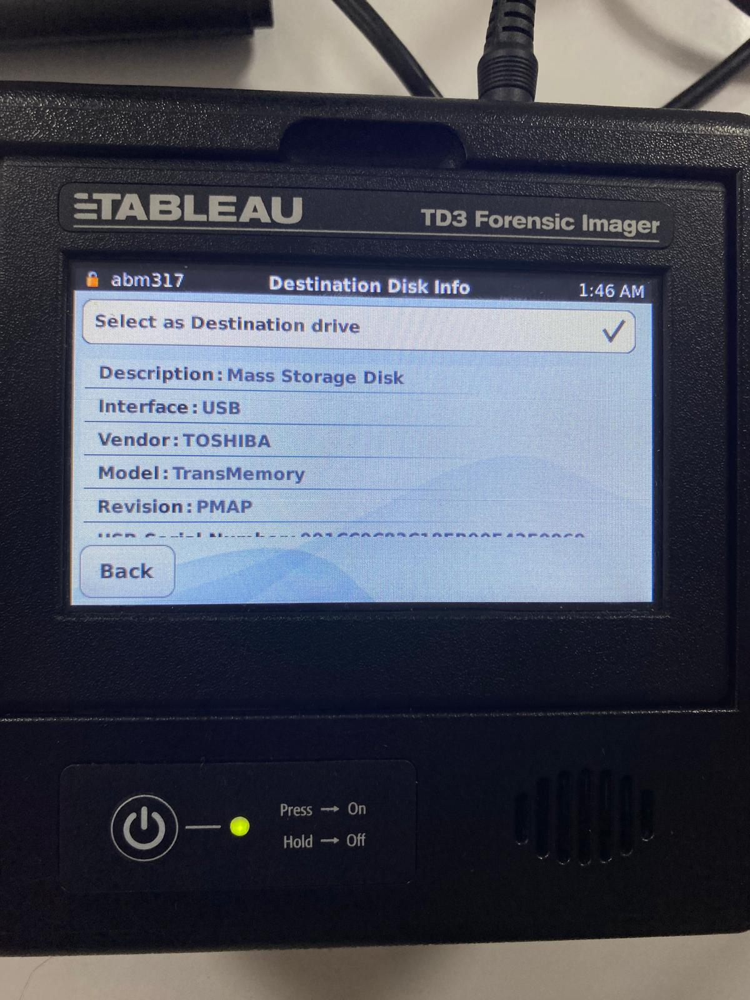 TABLEAU
TD3 Forensic Imager
abm317 Destination Disk Info 1:46 AM
Select as Destination drive
Description: Mass Storage Disk
Interface: USB
Vendor: TOSHIBA
Model: TransMemory
Revision: PMAP
Back
Press → On
Hold → Off